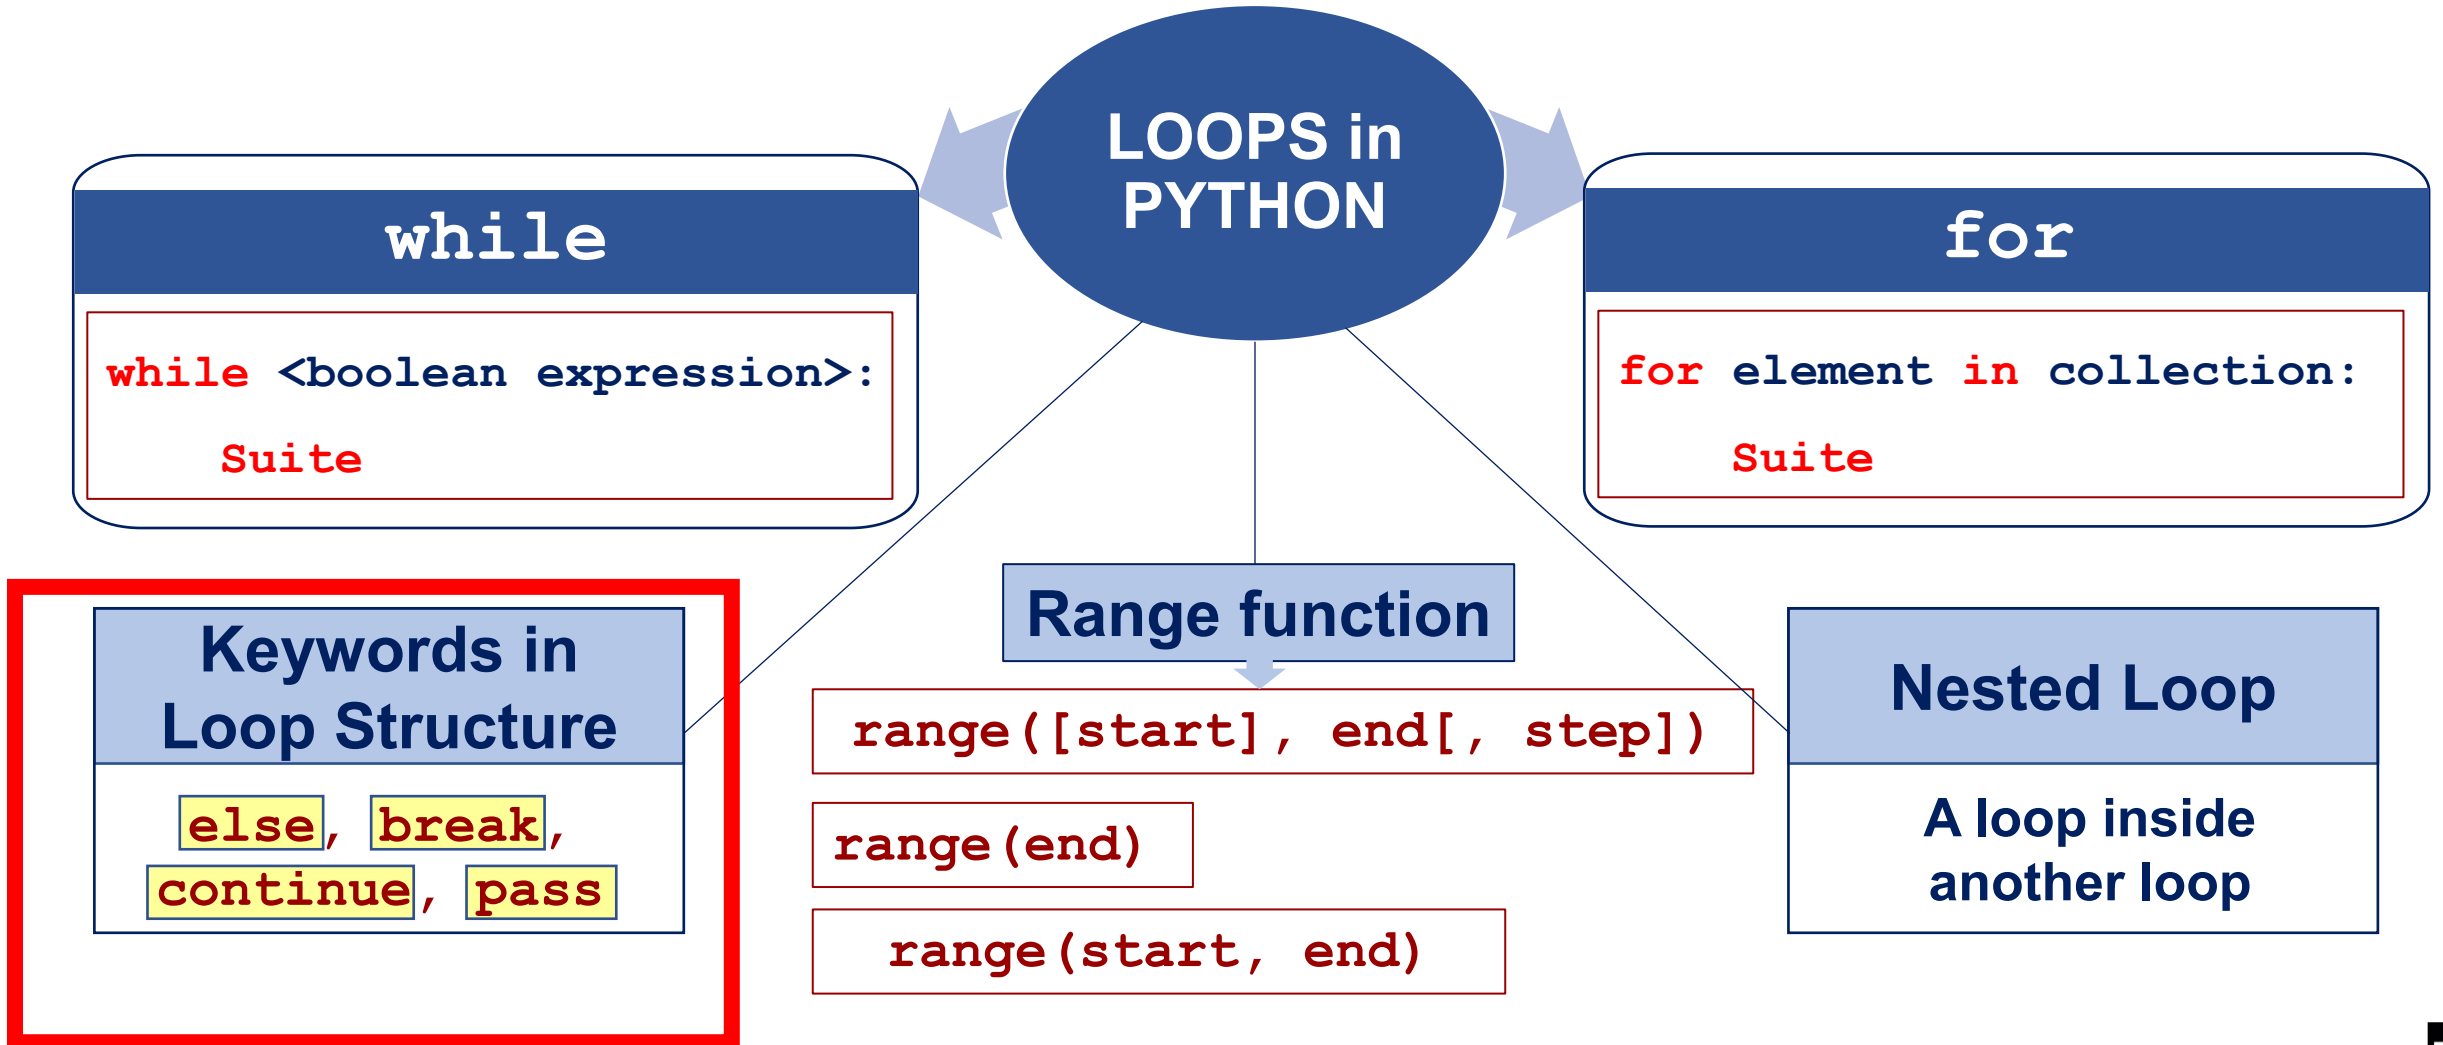 LOOPS in
PYTHON
while
while <boolean expression>:
Suite
for
for element in collection:
Suite
Keywords in
Loop Structure
else, break,
continue, pass
Range function
range([start], end[, step])
range(end)
range(start, end)
Nested Loop
A loop inside
another loop